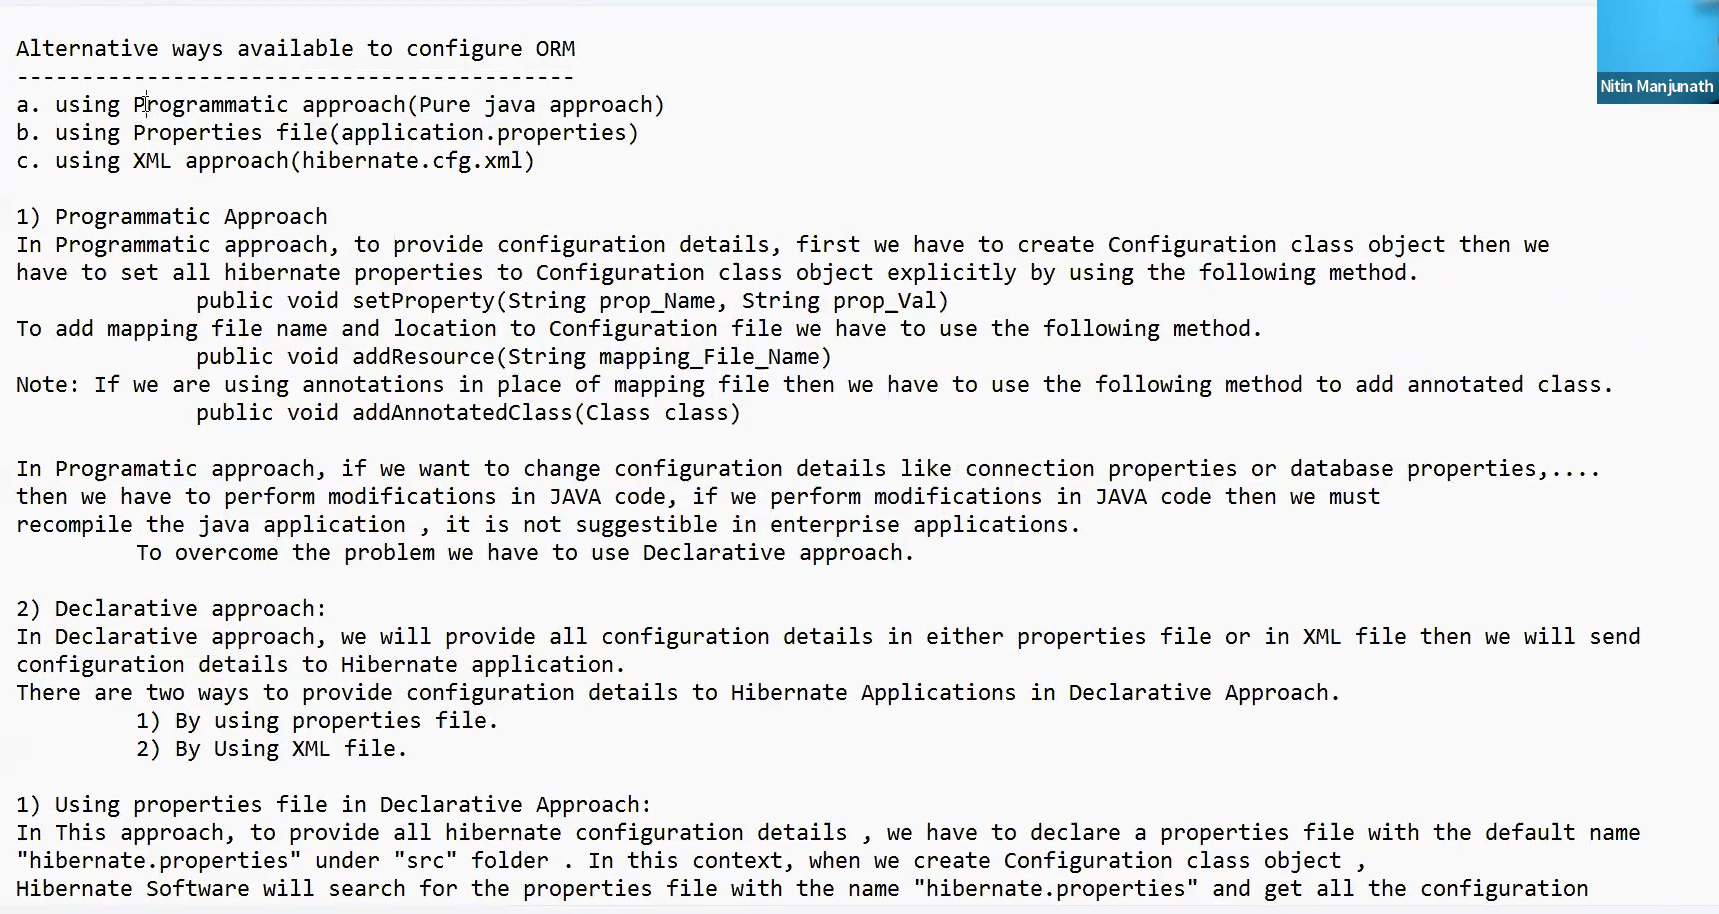 Alternative ways available to configure ORM
-------------------------------------------
a. using Programmatic approach(Pure java approach)
b. using Properties file(application.properties)
c. using XML approach(hibernate.cfg.xml)
1) Programmatic Approach
In Programmatic approach, to provide configuration details, first we have to create Configuration class object then we
have to set all hibernate properties to Configuration class object explicitly by using the following method.
public void setProperty(String prop_Name, String prop_Val)
To add mapping file name and location to Configuration file we have to use the following method.
public void addResource(String mapping_File_Name)
Note: If we are using annotations in place of mapping file then we have to use the following method to add annotated class.
public void addAnnotatedClass(Class class)
In Programatic approach, if we want to change configuration details like connection properties or database properties,....
then we have to perform modifications in JAVA code, if we perform modifications in JAVA code then we must
recompile the java application , it is not suggestible in enterprise applications.
To overcome the problem we have to use Declarative approach.
2) Declarative approach:
In Declarative approach, we will provide all configuration details in either properties file or in XML file then we will send
configuration details to Hibernate application.
There are two ways to provide configuration details to Hibernate Applications in Declarative Approach.
1) By using properties file.
2) By Using XML file.
1) Using properties file in Declarative Approach:
In This approach, to provide all hibernate configuration details , we have to declare a properties file with the default name
"hibernate.properties" under "src" folder . In this context, when we create Configuration class object ,
Hibernate Software will search for the properties file with the name "hibernate.properties" and get all the configuration
Nitin Manjunath